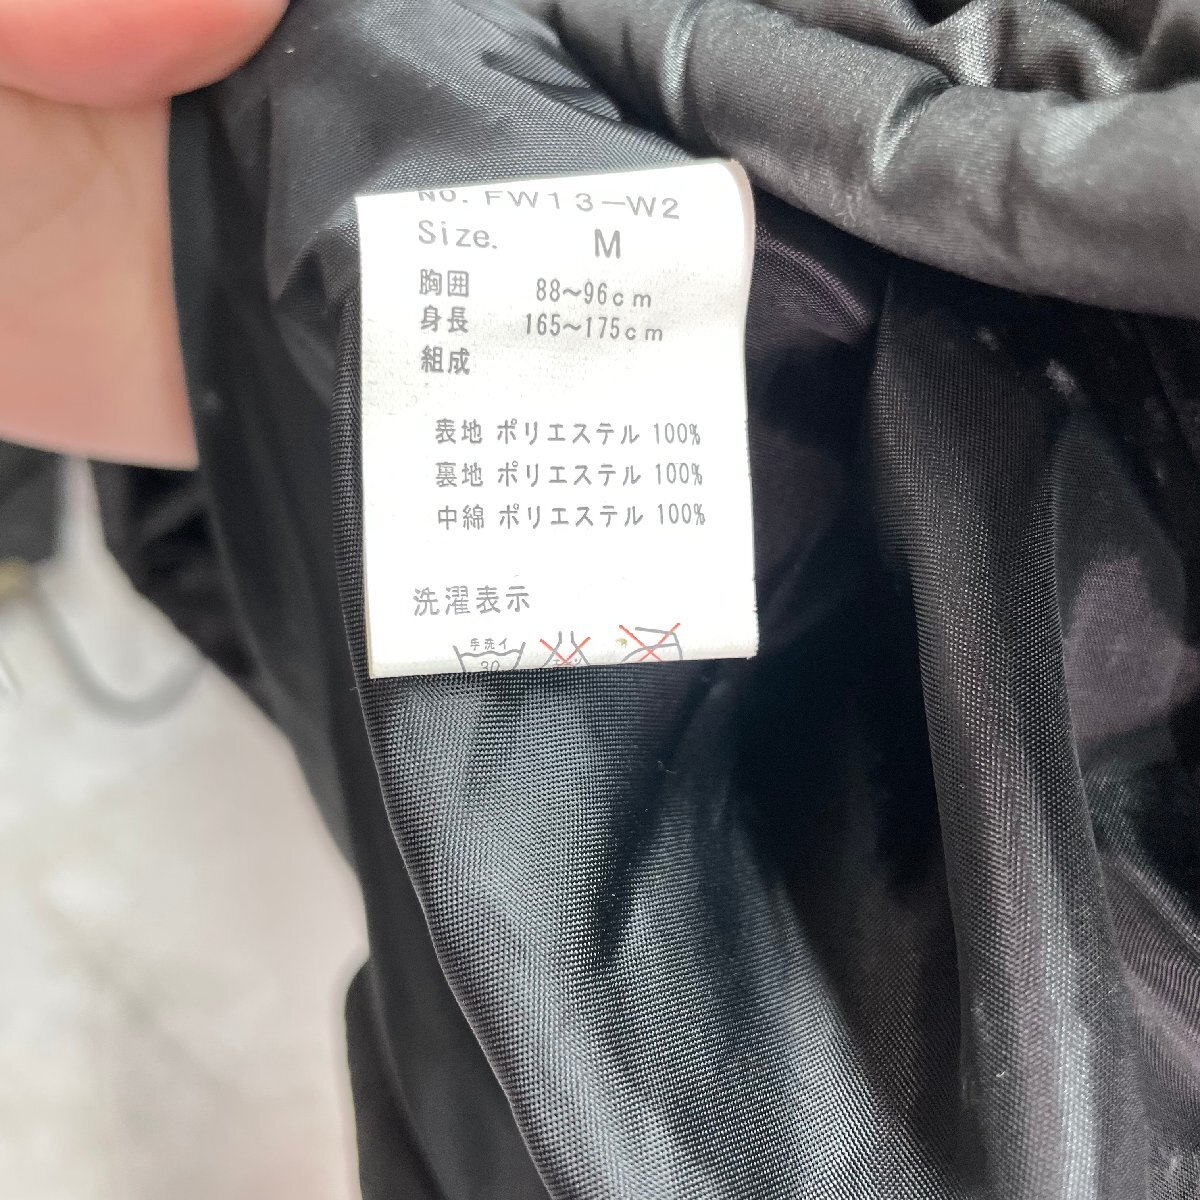 No. FW13-W2
Size. M
胸囲 88~96cm
身長 165~175cm
組成
表地 ポリエステル 100%
裏地 ポリエステル 100%
中綿 ポリエステル 100%
洗濯表示
手洗イ
30